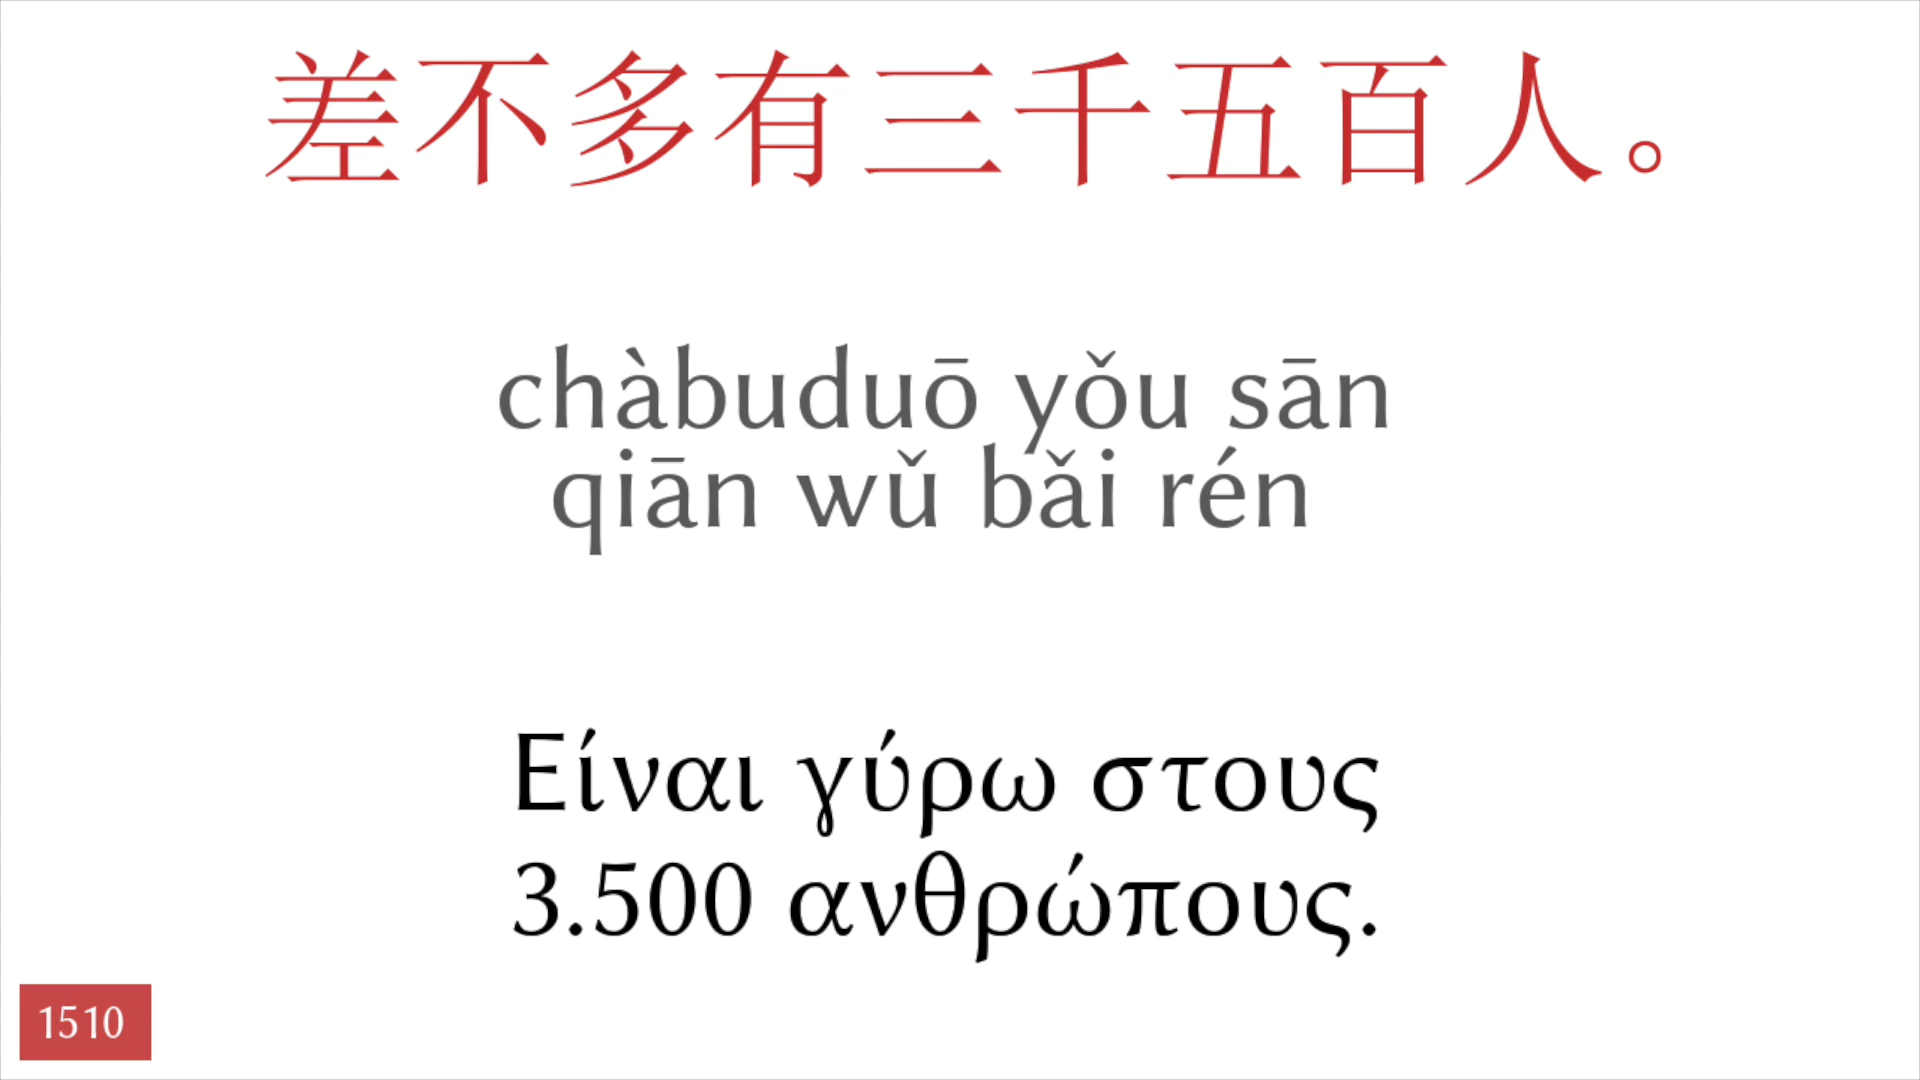 差不多有三千五百人。
chàbuduō yǒu sān
qiān wǔ bǎi rén
Είναι γύρω στους
3.500 ανθρώπους.
1510